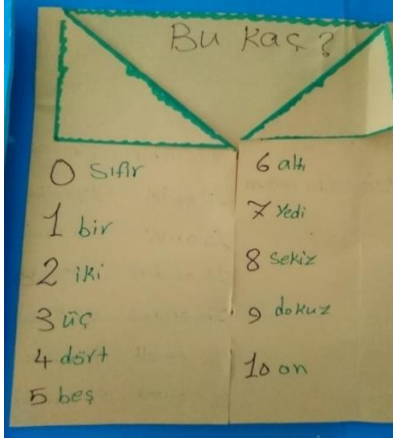 Bu kaç?
0 sıfır
1 bir
2 iki
3 üç
4 dört
5 beş
6 altı
7 Yedi
8 sekiz
9 dokuz
10 on